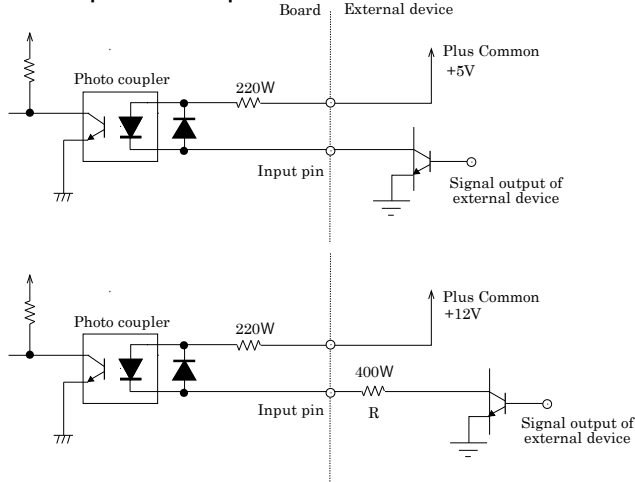 Board
External device
Photo coupler
220W
Plus Common
+5V
Input pin
Signal output of
external device
Photo coupler
220W
Plus Common
+12V
400W
Input pin
R
Signal output of
external device